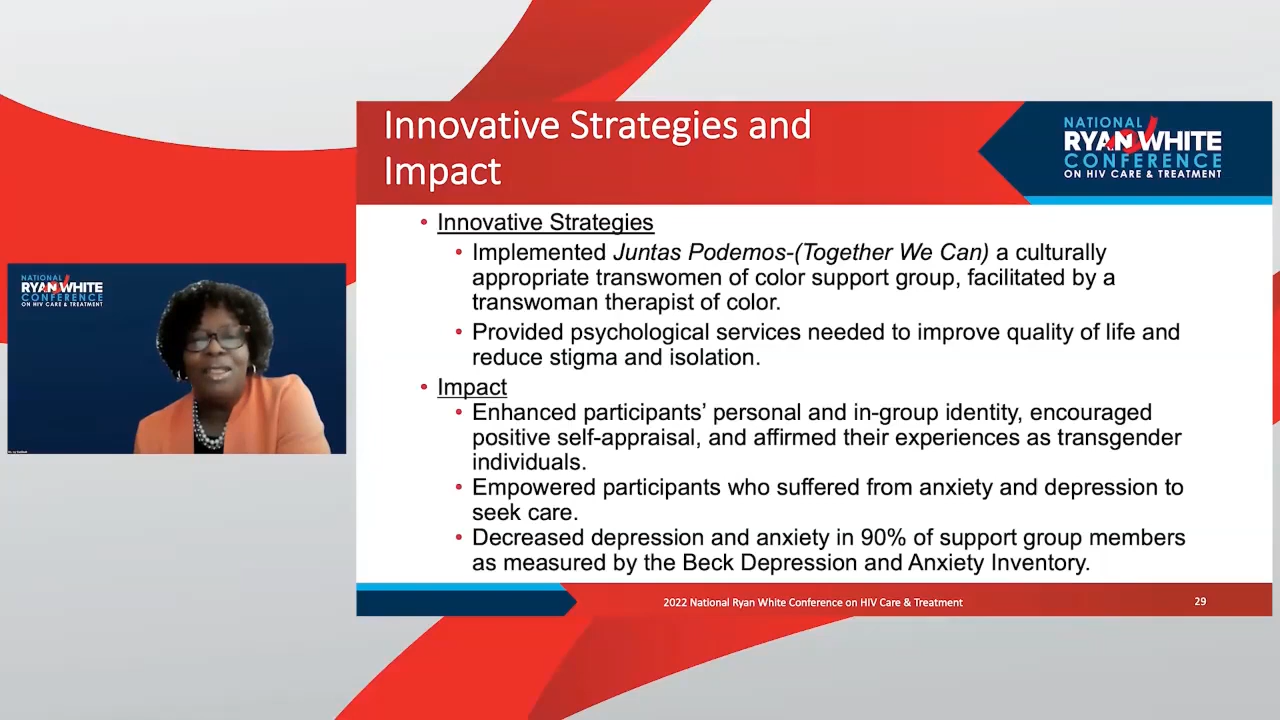 Innovative Strategies and
Impact
NATIONAL
RYAN WHITE
CONFERENCE
ON HIV CARE & TREATMENT
• Innovative Strategies
• Implemented Juntas Podemos-(Together We Can) a culturally
appropriate transwomen of color support group, facilitated by a
transwoman therapist of color.
• Provided psychological services needed to improve quality of life and
reduce stigma and isolation.
• Impact
• Enhanced participants’ personal and in-group identity, encouraged
positive self-appraisal, and affirmed their experiences as transgender
individuals.
• Empowered participants who suffered from anxiety and depression to
seek care.
• Decreased depression and anxiety in 90% of support group members
as measured by the Beck Depression and Anxiety Inventory.
2022 National Ryan White Conference on HIV Care & Treatment
29
NATIONAL
RYAN WHITE
CONFERENCE
ON HIV CARE & TREATMENT